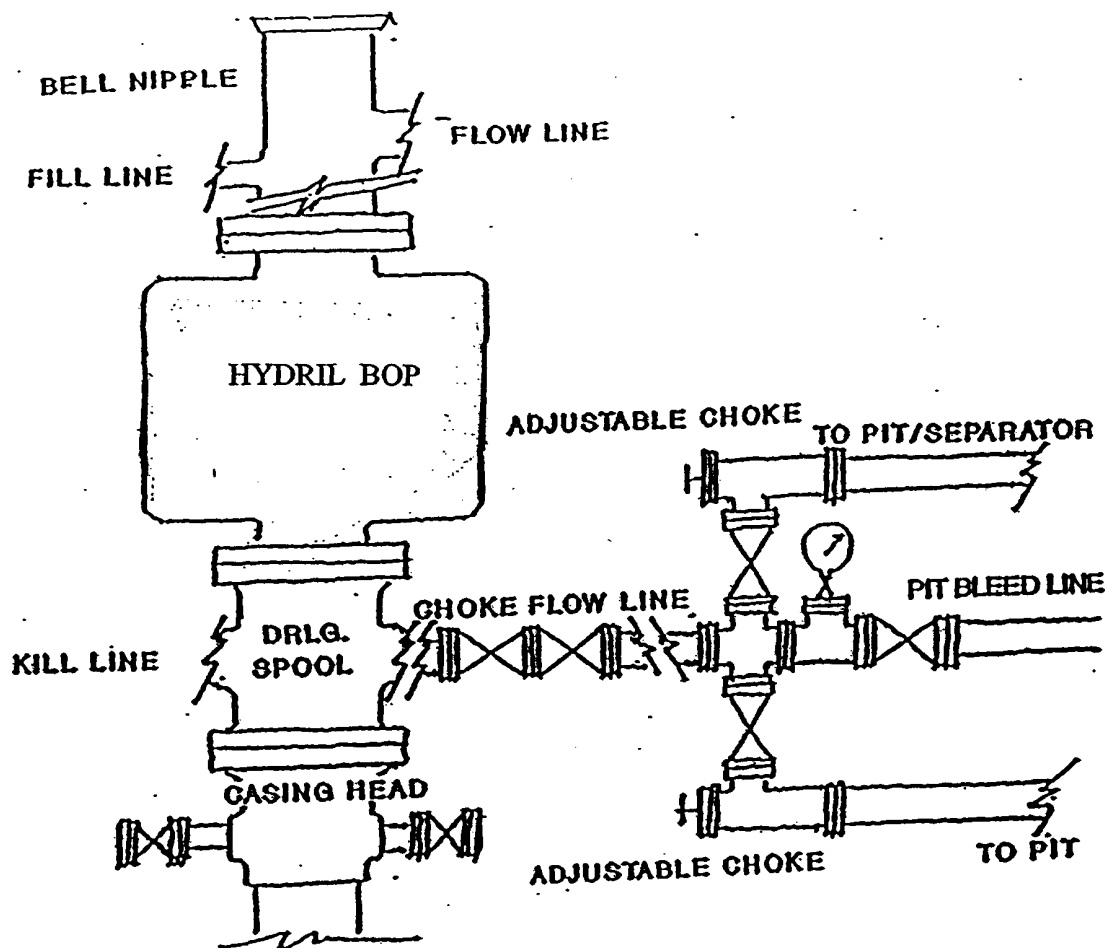 BELL NIPPLE
FLOW LINE
FILL LINE
HYDRIL BOP
ADJUSTABLE CHOKE
TO PIT/SEPARATOR
CHOKE FLOW LINE
PIT BLEED LINE
DRLG.
SPOOL
KILL LINE
CASING HEAD
ADJUSTABLE CHOKE
TO PIT